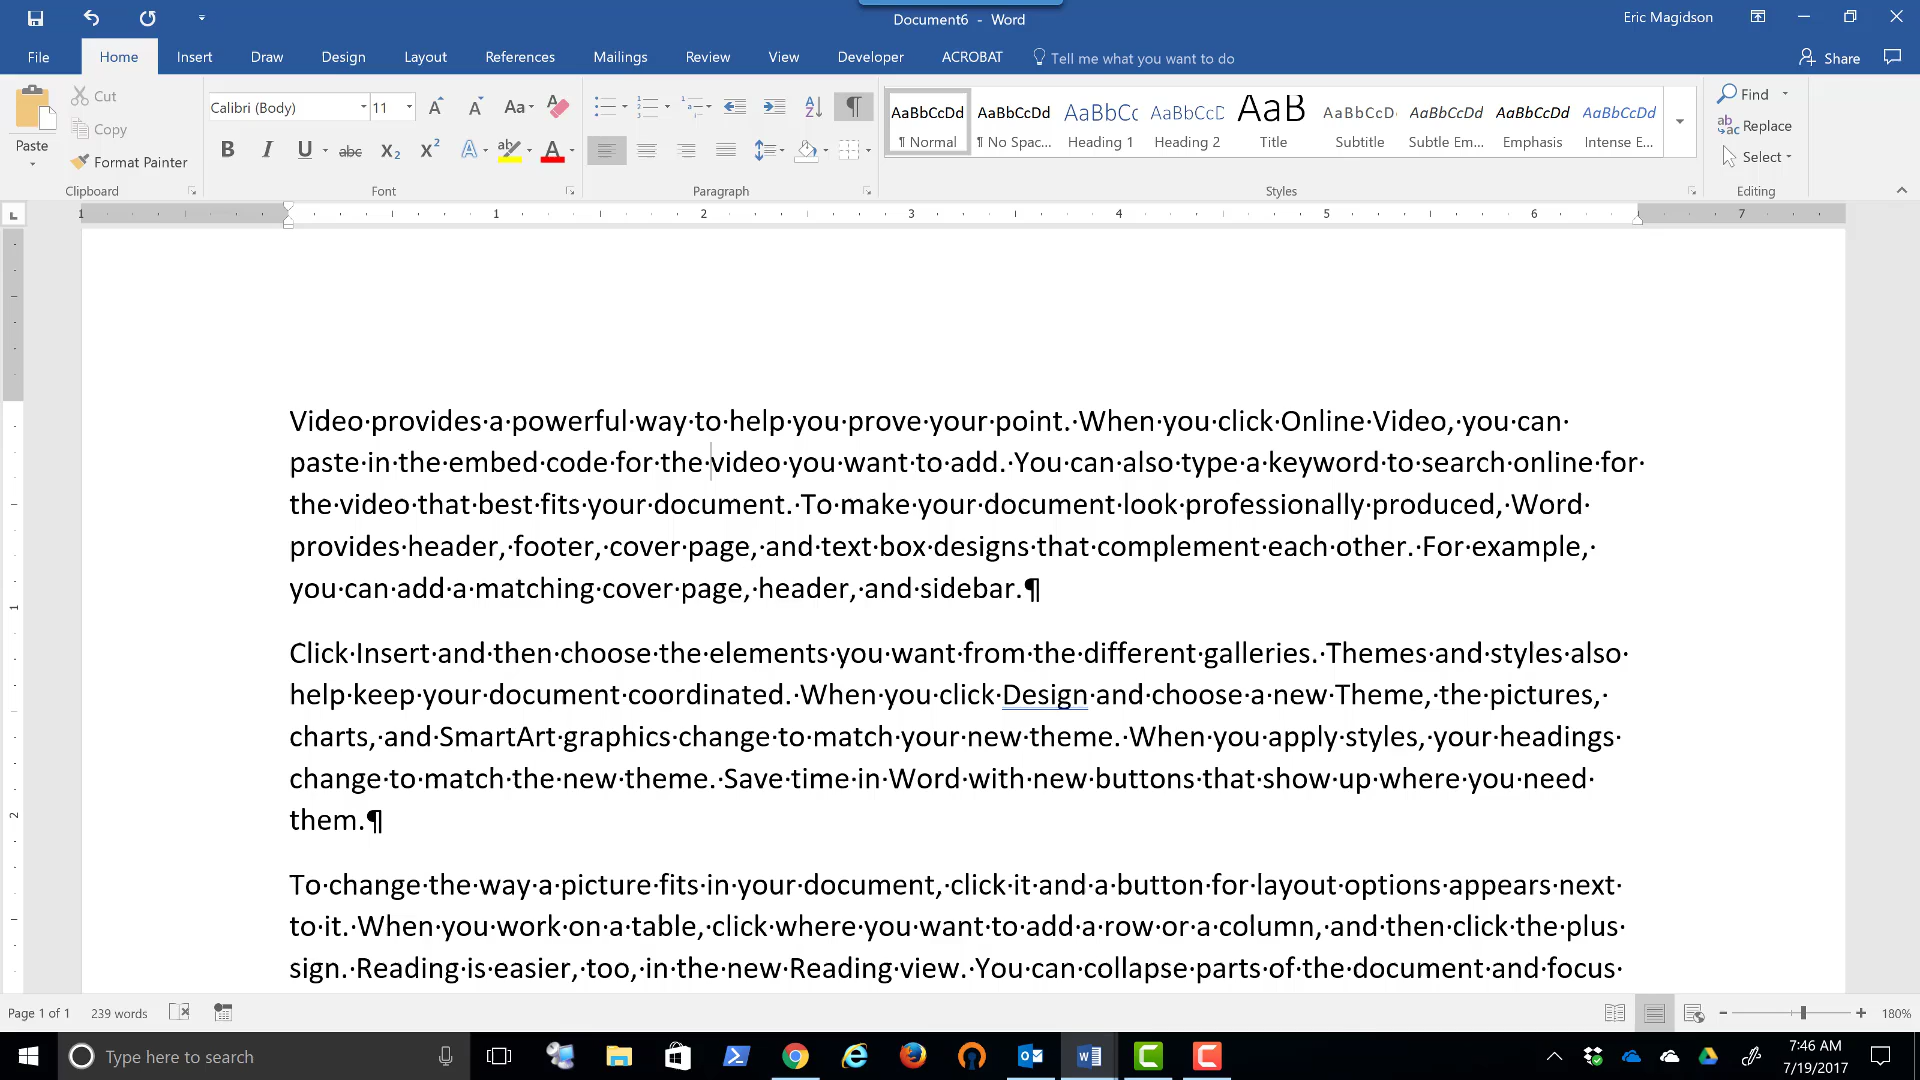 Document6 - Word
Eric Magidson
File Home Insert Draw Design Layout References Mailings Review View Developer ACROBAT Tell me what you want to do Share
Paste
Cut
Copy
Format Painter
Clipboard
Calibri (Body) 11
Font
Paragraph
AaBbCcDd AaBbCcDd AaBbCc AaBbCcD AaB AaBbCcD AaBbCcDd AaBbCcDd AaBbCcDd
¶ Normal ¶ No Spac... Heading 1 Heading 2 Title Subtitle Subtle Em... Emphasis Intense E...
Styles
Find
Replace
Select
Editing
1 1 2 3 4 5 6 7
Video·provides·a·powerful·way·to·help·you·prove·your·point.·When·you·click·Online·Video,·you·can·
paste·in·the·embed·code·for·the·video·you·want·to·add.·You·can·also·type·a·keyword·to·search·online·for·
the·video·that·best·fits·your·document.·To·make·your·document·look·professionally·produced,·Word·
provides·header,·footer,·cover·page,·and·text·box·designs·that·complement·each·other.·For·example,·
you·can·add·a·matching·cover·page,·header,·and·sidebar.¶
Click·Insert·and·then·choose·the·elements·you·want·from·the·different·galleries.·Themes·and·styles·also·
help·keep·your·document·coordinated.·When·you·click·Design·and·choose·a·new·Theme,·the·pictures,·
charts,·and·SmartArt·graphics·change·to·match·your·new·theme.·When·you·apply·styles,·your·headings·
change·to·match·the·new·theme.·Save·time·in·Word·with·new·buttons·that·show·up·where·you·need·
them.¶
To·change·the·way·a·picture·fits·in·your·document,·click·it·and·a·button·for·layout·options·appears·next·
to·it.·When·you·work·on·a·table,·click·where·you·want·to·add·a·row·or·a·column,·and·then·click·the·plus·
sign.·Reading·is·easier,·too,·in·the·new·Reading·view.·You·can·collapse·parts·of·the·document·and·focus·
1
2
Page 1 of 1 239 words 180%
Type here to search
7:46 AM
7/19/2017